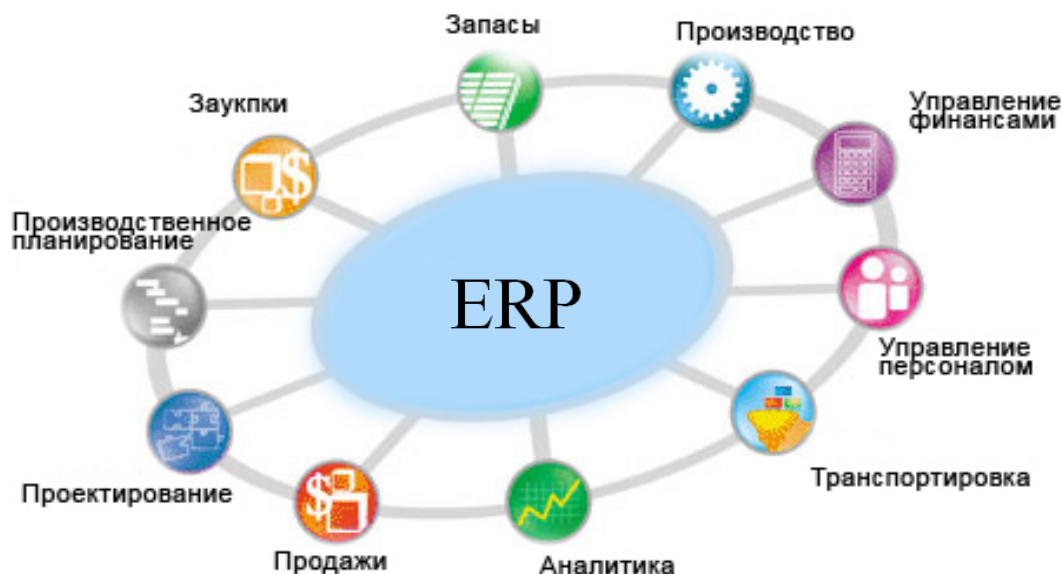 Запасы
Производство
Заукпки
Управление
финансами
Производственное
планирование
ERP
Управление
персоналом
Проектирование
Транспортировка
Продажи
Аналитика
$
$